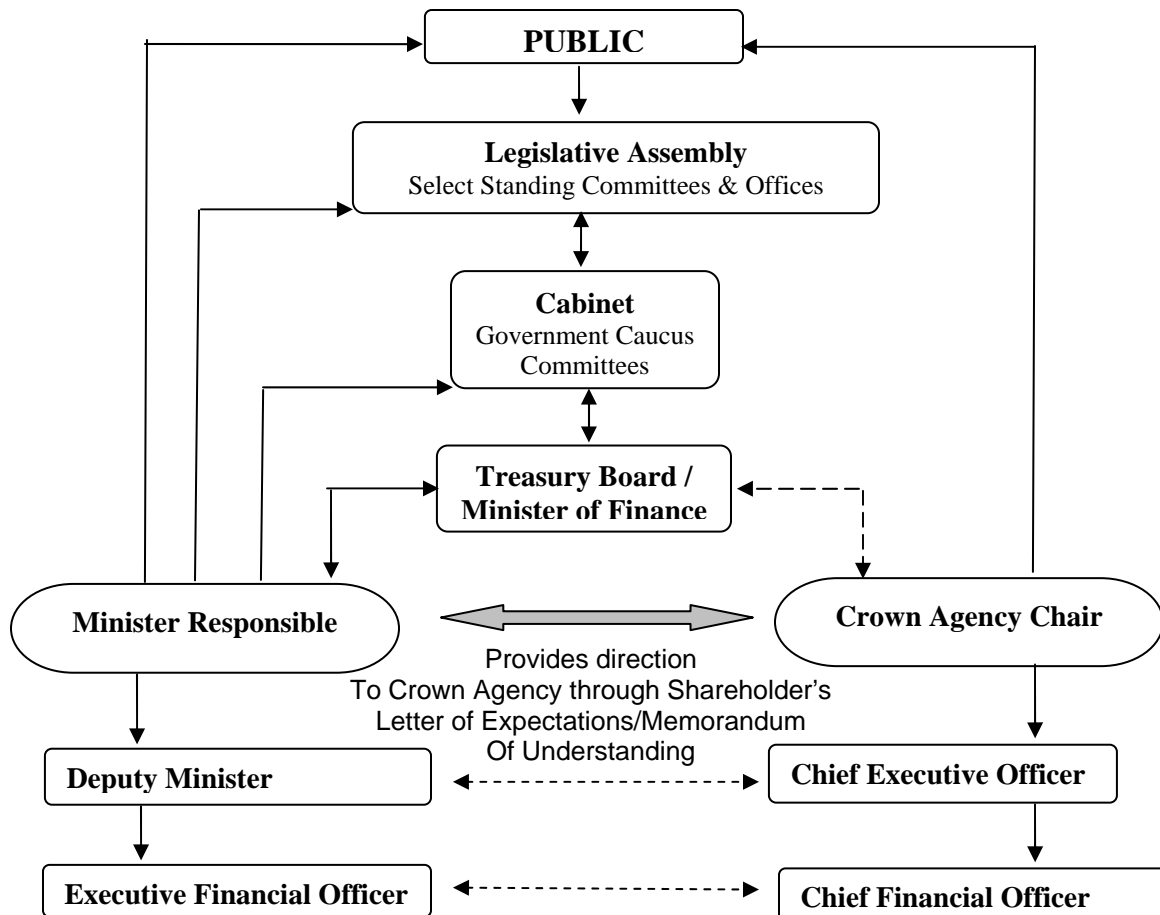 PUBLIC
Legislative Assembly
Select Standing Committees & Offices
Cabinet
Government Caucus
Committees
Treasury Board /
Minister of Finance
Minister Responsible
Crown Agency Chair
Provides direction
To Crown Agency through Shareholder's
Letter of Expectations/Memorandum
Of Understanding
Deputy Minister
Chief Executive Officer
Executive Financial Officer
Chief Financial Officer